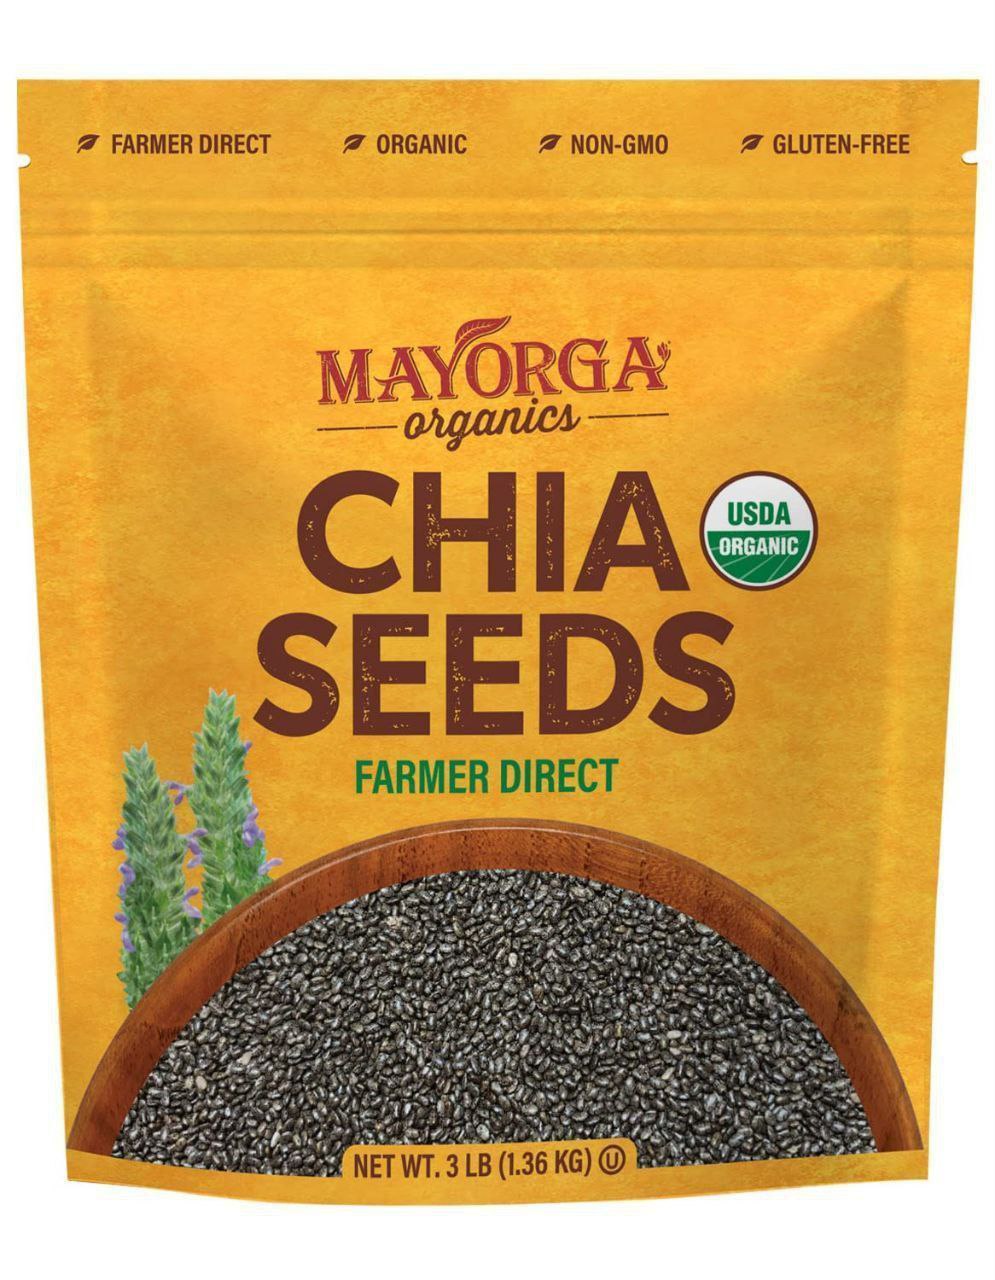 FARMER DIRECT ORGANIC NON-GMO GLUTEN-FREE
MAYORGA
organics
CHIA
SEEDS
USDA
ORGANIC
FARMER DIRECT
NET WT. 3 LB (1.36 KG) U